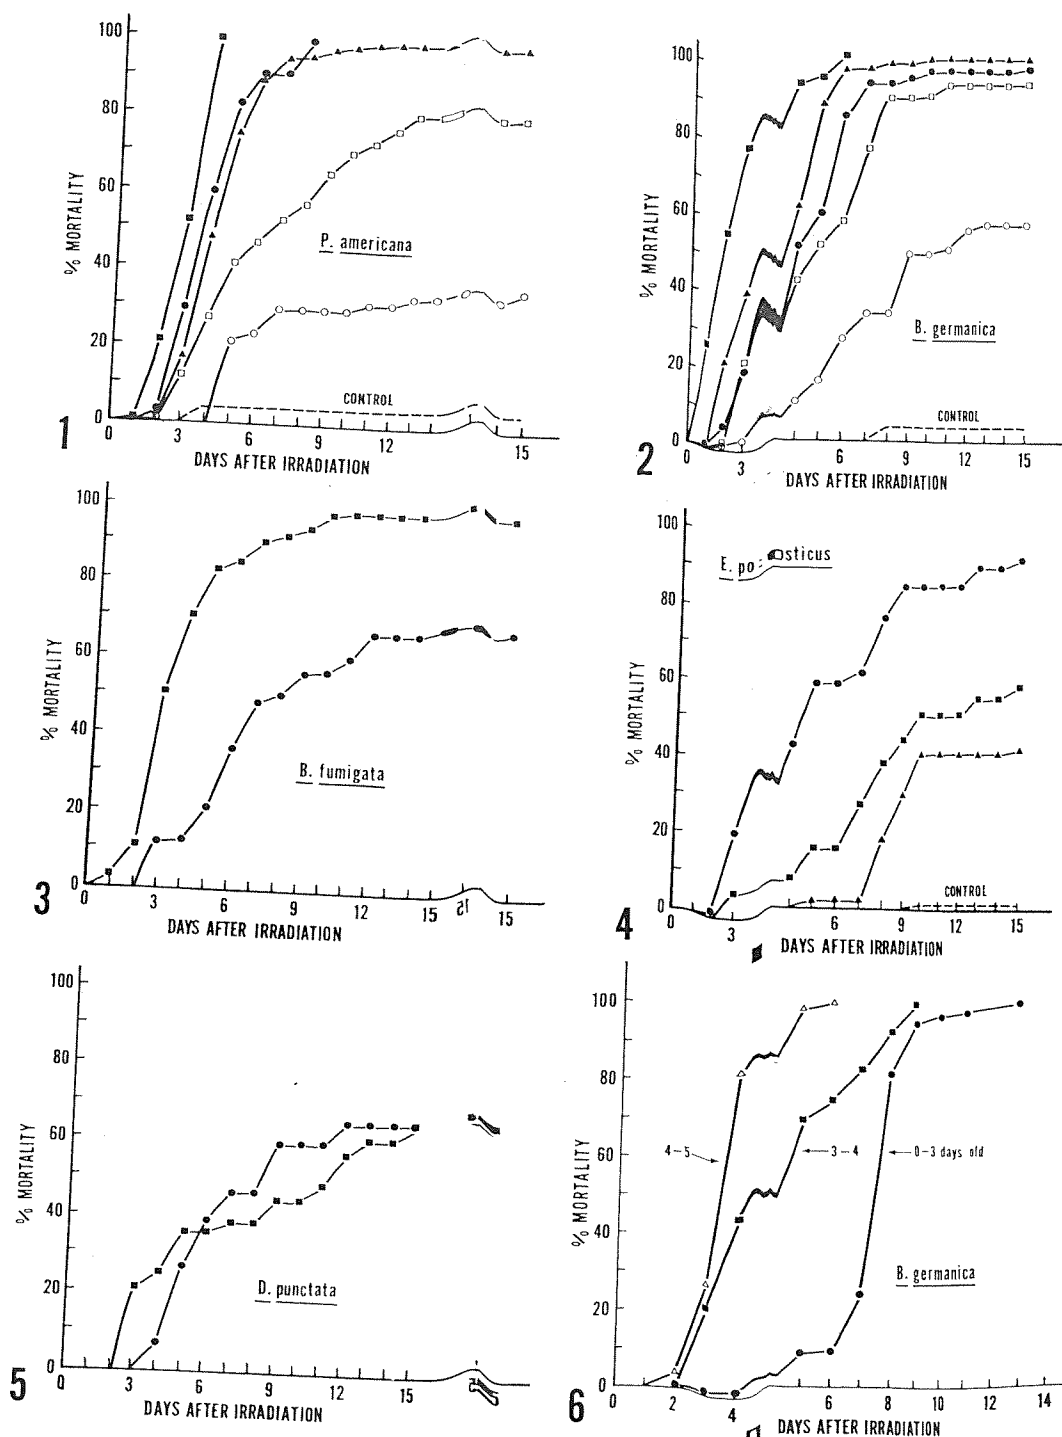 100
80
60
40
20
0
% MORTALITY
P. americana
CONTROL
0 3 6 9 12 15
DAYS AFTER IRRADIATION
1
100
80
60
40
20
0
% MORTALITY
B. germanica
CONTROL
0 3 6 9 12 15
DAYS AFTER IRRADIATION
2
100
80
60
40
20
0
% MORTALITY
B. fumigata
0 3 6 9 12 15 15
DAYS AFTER IRRADIATION
3
100
80
60
40
20
0
% MORTALITY
E. po sticus
CONTROL
0 3 6 9 12 15
DAYS AFTER IRRADIATION
4
100
80
60
40
20
0
% MORTALITY
D. punctata
0 3 6 9 12 15
DAYS AFTER IRRADIATION
5
100
80
60
40
20
0
% MORTALITY
4-5
3-4
0-3 days old
B. germanica
0 2 4 6 8 10 12 14
DAYS AFTER IRRADIATION
6